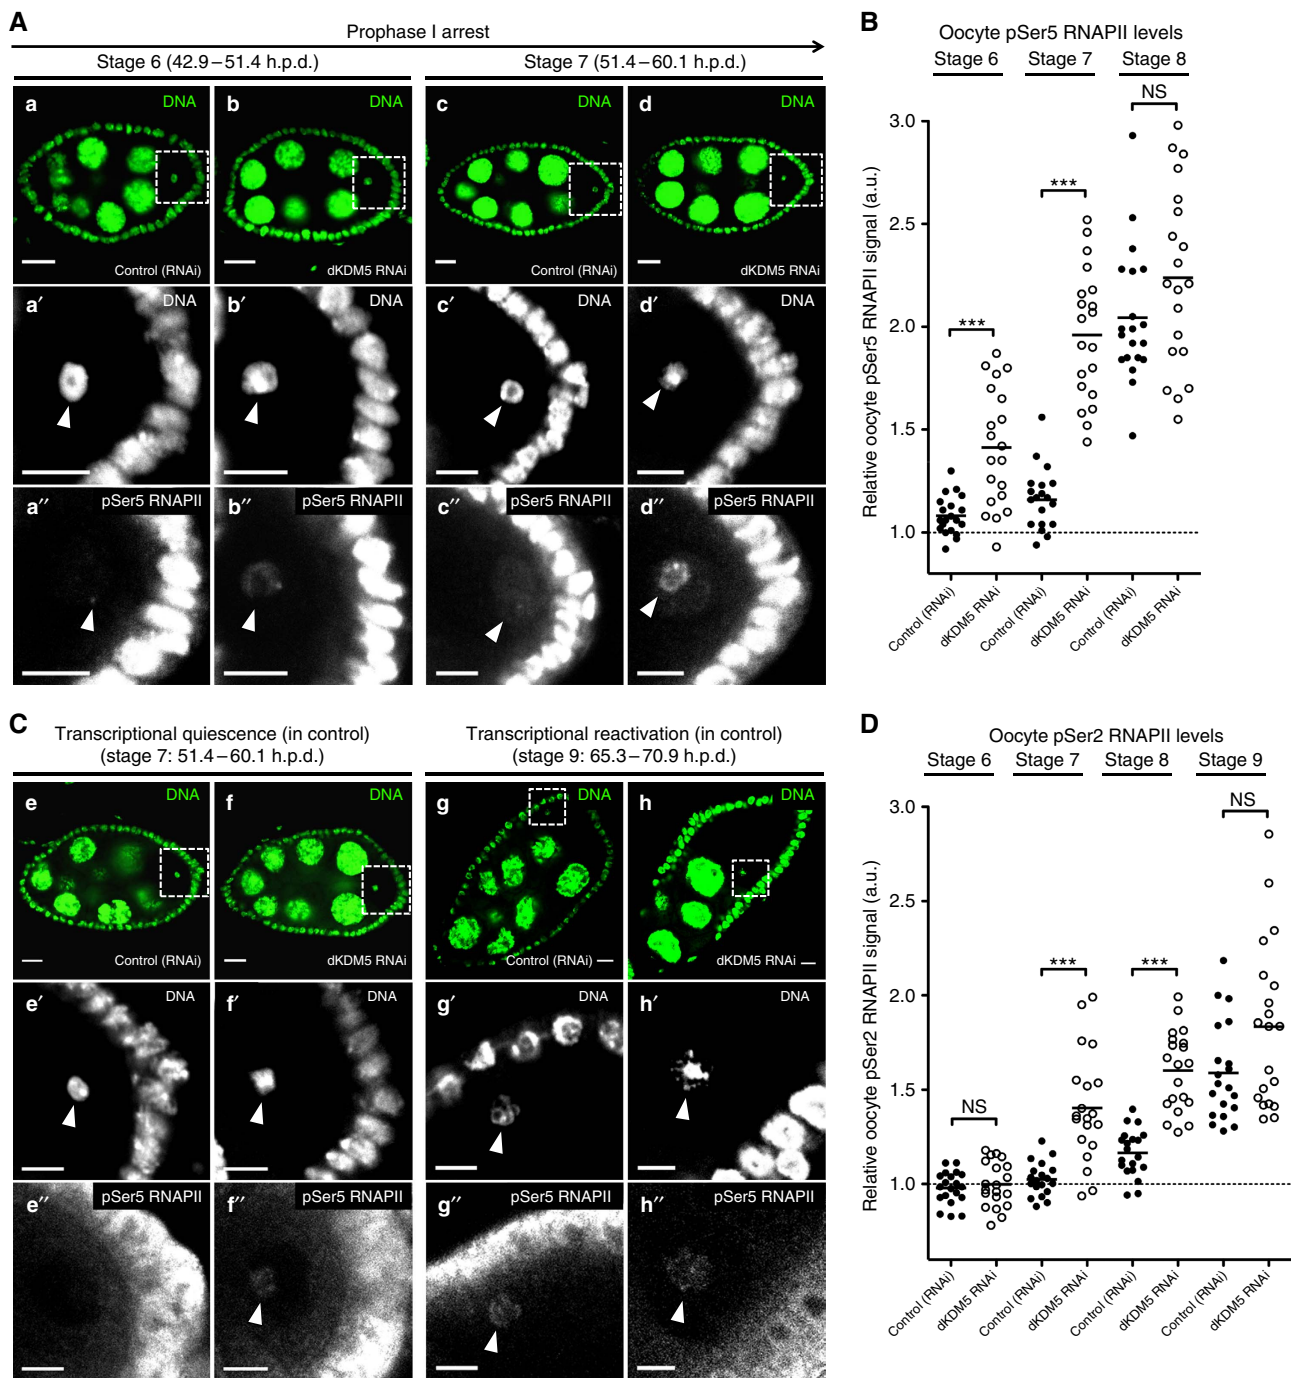 A
Prophase I arrest
Stage 6 (42.9–51.4 h.p.d.)
Stage 7 (51.4–60.1 h.p.d.)
a
DNA
b
DNA
c
DNA
d
DNA
Control (RNAi)
dKDM5 RNAi
Control (RNAi)
dKDM5 RNAi
a′
DNA
b′
DNA
c′
DNA
d′
DNA
a″
pSer5 RNAPII
b″
pSer5 RNAPII
c″
pSer5 RNAPII
d″
pSer5 RNAPII
B
Oocyte pSer5 RNAPII levels
Stage 6
Stage 7
Stage 8
NS
***
***
Relative oocyte pSer5 RNAPII signal (a.u.)
3.0
2.5
2.0
1.5
1.0
Control (RNAi)
dKDM5 RNAi
Control (RNAi)
dKDM5 RNAi
Control (RNAi)
dKDM5 RNAi
C
Transcriptional quiescence (in control)
(stage 7: 51.4–60.1 h.p.d.)
Transcriptional reactivation (in control)
(stage 9: 65.3–70.9 h.p.d.)
e
DNA
f
DNA
g
DNA
h
DNA
Control (RNAi)
dKDM5 RNAi
Control (RNAi)
dKDM5 RNAi
e′
DNA
f′
DNA
g′
DNA
h′
DNA
e″
pSer5 RNAPII
f″
pSer5 RNAPII
g″
pSer5 RNAPII
h″
pSer5 RNAPII
D
Oocyte pSer2 RNAPII levels
Stage 6
Stage 7
Stage 8
Stage 9
NS
***
***
NS
Relative oocyte pSer2 RNAPII signal (a.u.)
3.0
2.5
2.0
1.5
1.0
Control (RNAi)
dKDM5 RNAi
Control (RNAi)
dKDM5 RNAi
Control (RNAi)
dKDM5 RNAi
Control (RNAi)
dKDM5 RNAi